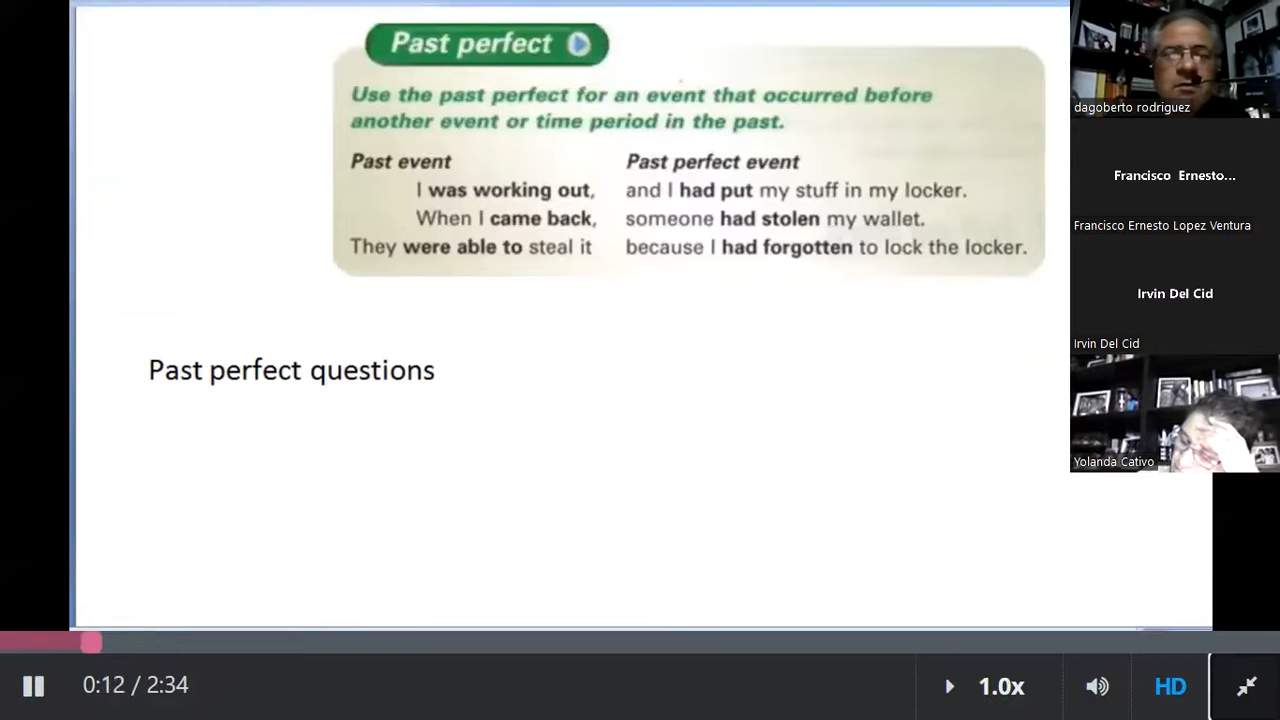 Past perfect
Use the past perfect for an event that occurred before
another event or time period in the past.
Past event Past perfect event
I was working out, and I had put my stuff in my locker.
When I came back, someone had stolen my wallet.
They were able to steal it because I had forgotten to lock the locker.
Past perfect questions
dagoberto rodriguez
Francisco Ernesto...
Francisco Ernesto Lopez Ventura
Irvin Del Cid
Irvin Del Cid
Yolanda Cativo
0:12 / 2:34
1.0x
HD